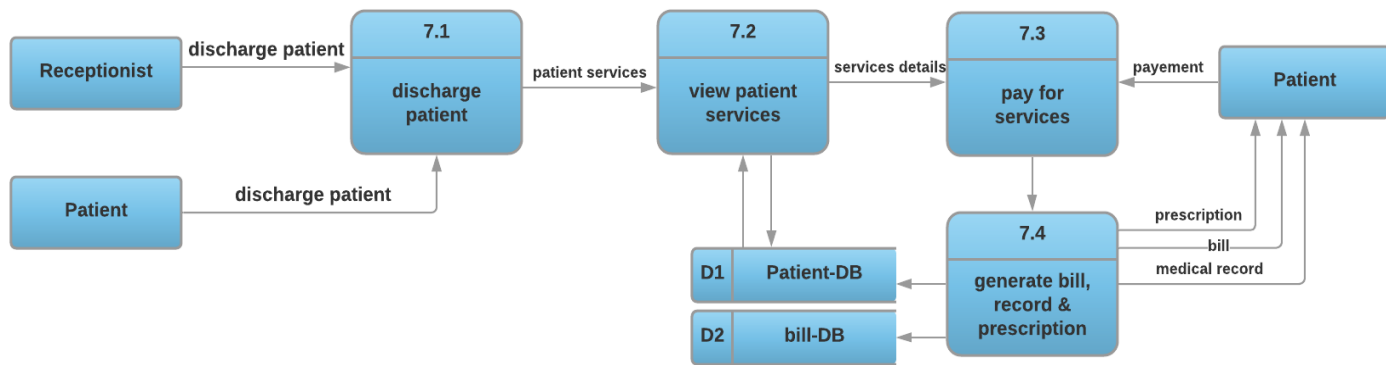 Receptionist
discharge patient
7.1
discharge
patient
patient services
7.2
view patient
services
services details
7.3
pay for
services
payement
Patient
Patient
discharge patient
D1
Patient-DB
D2
bill-DB
7.4
generate bill,
record &
prescription
prescription
bill
medical record